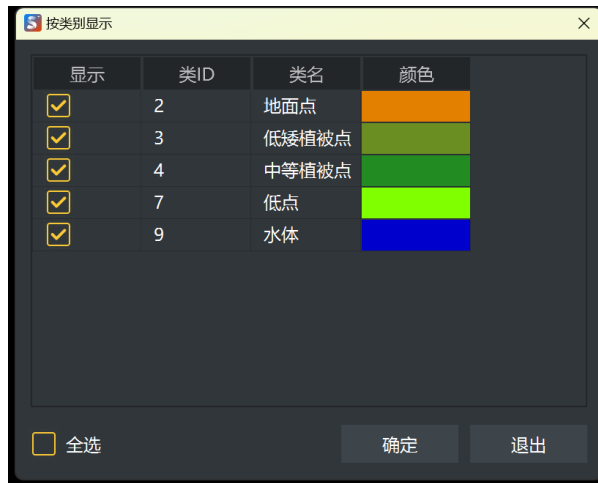 按类别显示
显示 类ID 类名 颜色
2 地面点
3 低矮植被点
4 中等植被点
7 低点
9 水体
全选 确定 退出